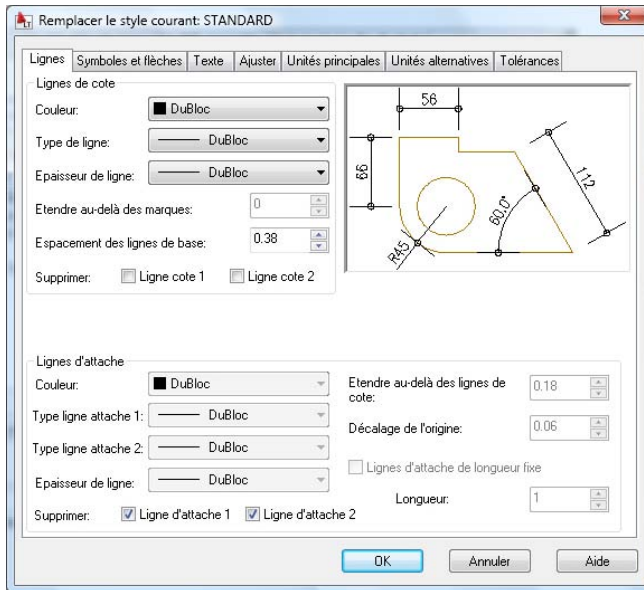 Remplacer le style courant: STANDARD
Lignes Symboles et flèches Texte Ajuster Unités principales Unités alternatives Tolérances
Lignes de cote
Couleur: DuBloc
Type de ligne: DuBloc
Epaisseur de ligne: DuBloc
Etendre au-delà des marques: 0
Espacement des lignes de base: 0.38
Supprimer: Ligne cote 1 Ligne cote 2
56
66
112
60.0°
R45
Lignes d'attache
Couleur: DuBloc
Type ligne attache 1: DuBloc
Type ligne attache 2: DuBloc
Epaisseur de ligne: DuBloc
Supprimer: Ligne d'attache 1 Ligne d'attache 2
Etendre au-delà des lignes de
cote: 0.18
Décalage de l'origine: 0.06
Lignes d'attache de longueur fixe
Longueur: 1
OK Annuler Aide